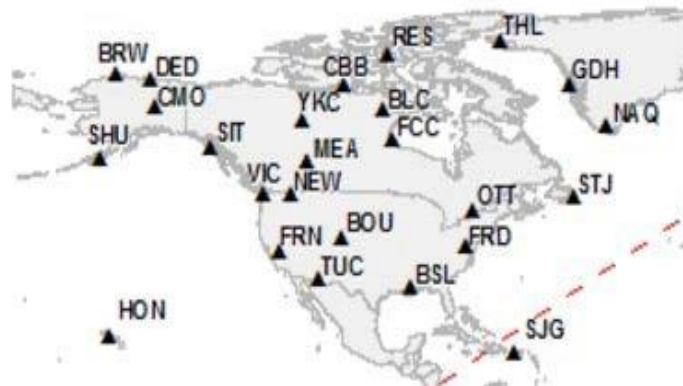 THL
RES
BRW
DED
CBB
GDH
CMO
YKC
BLC
NAQ
FCC
SHU
SIT
MEA
VIC
NEW
OTT
STJ
BOU
FRN
FRD
TUC
BSL
HON
SJG